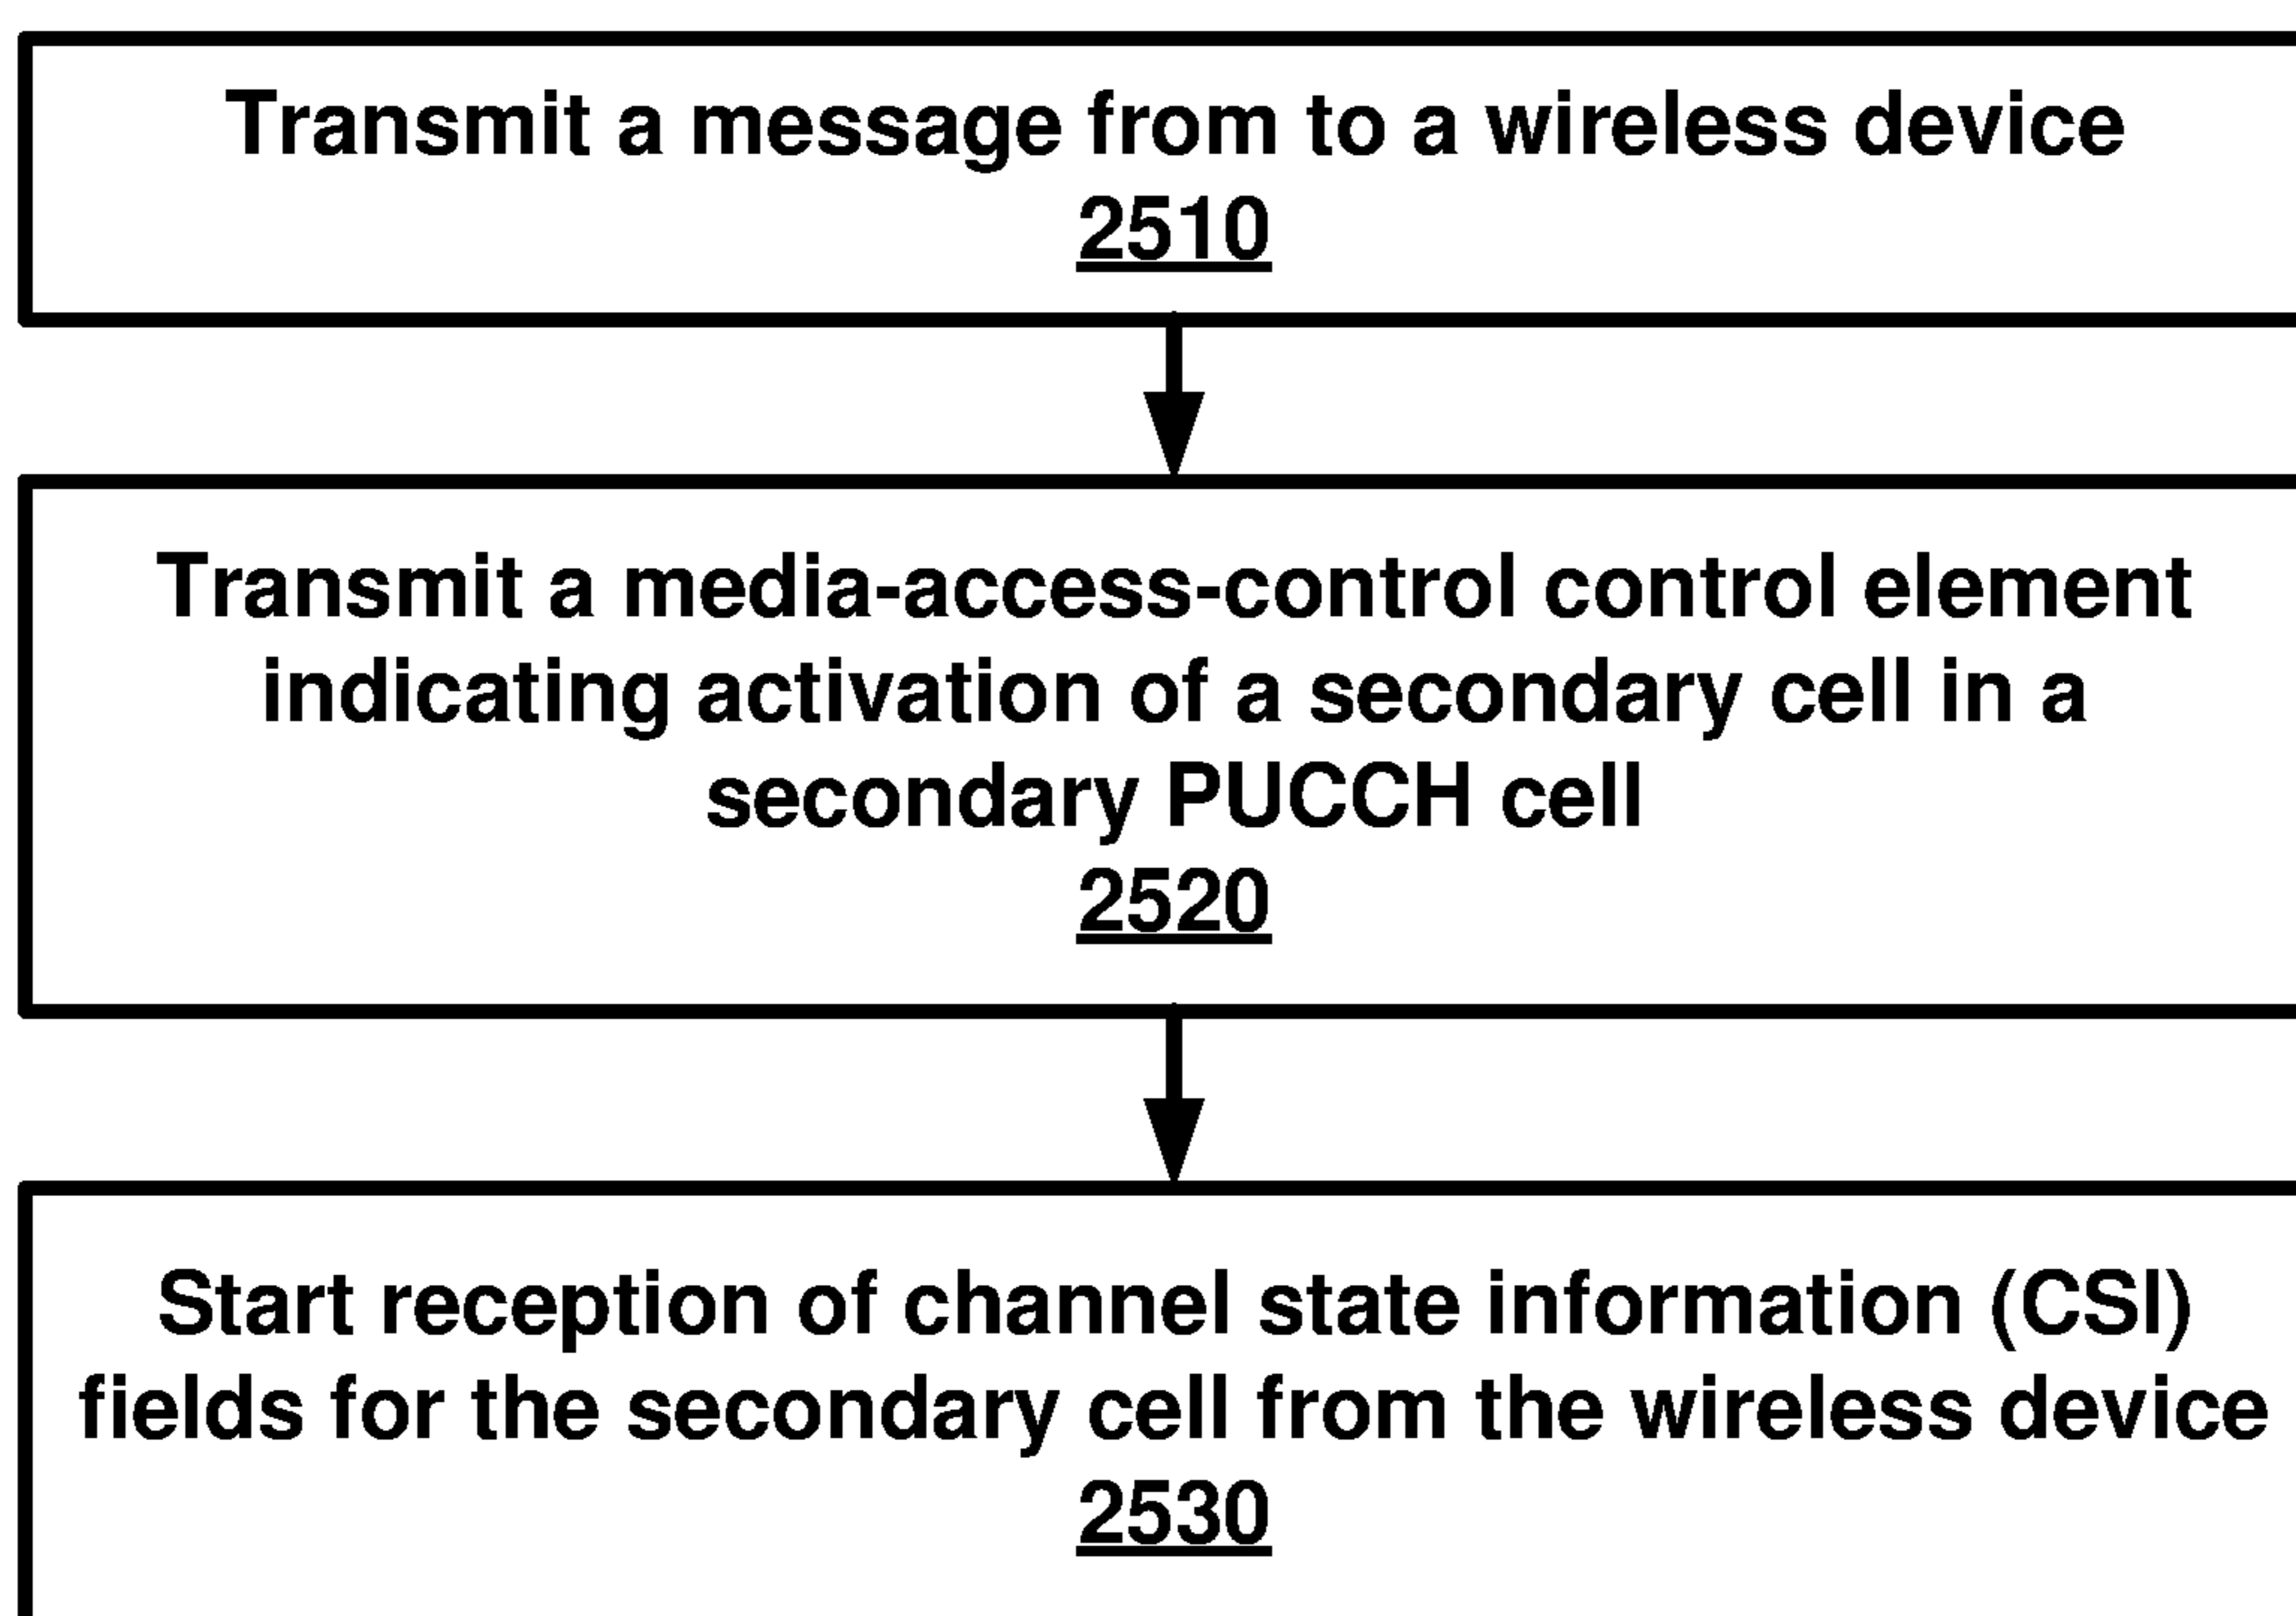 Transmit a message from to a wireless device
2510
Transmit a media-access-control control element
indicating activation of a secondary cell in a
secondary PUCCH cell
2520
Start reception of channel state information (CSI)
fields for the secondary cell from the wireless device
2530